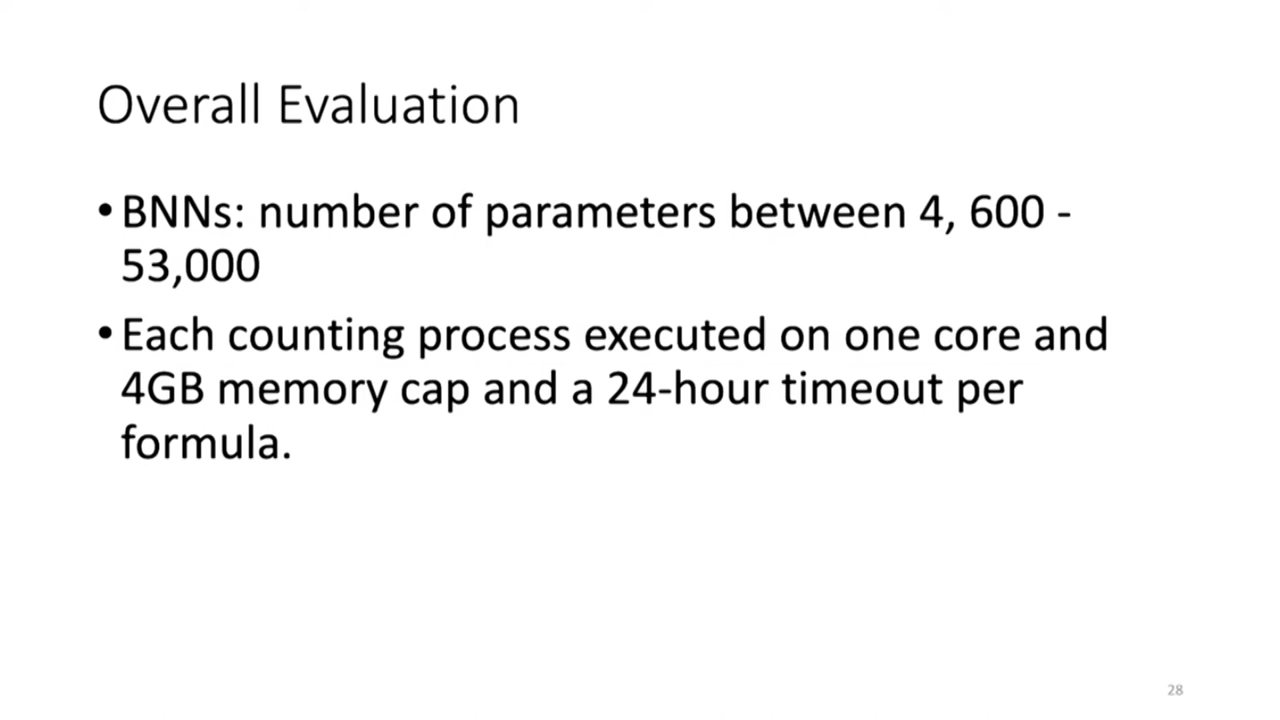 Overall Evaluation
•BNNs: number of parameters between 4, 600 -
53,000
•Each counting process executed on one core and
4GB memory cap and a 24-hour timeout per
formula.
28